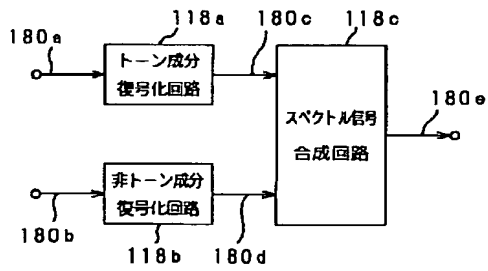 118a
180c
118c
180a
トーン成分
復号化回路
スペクトル信号
合成回路
180e
非トーン成分
復号化回路
180b
118b
180d